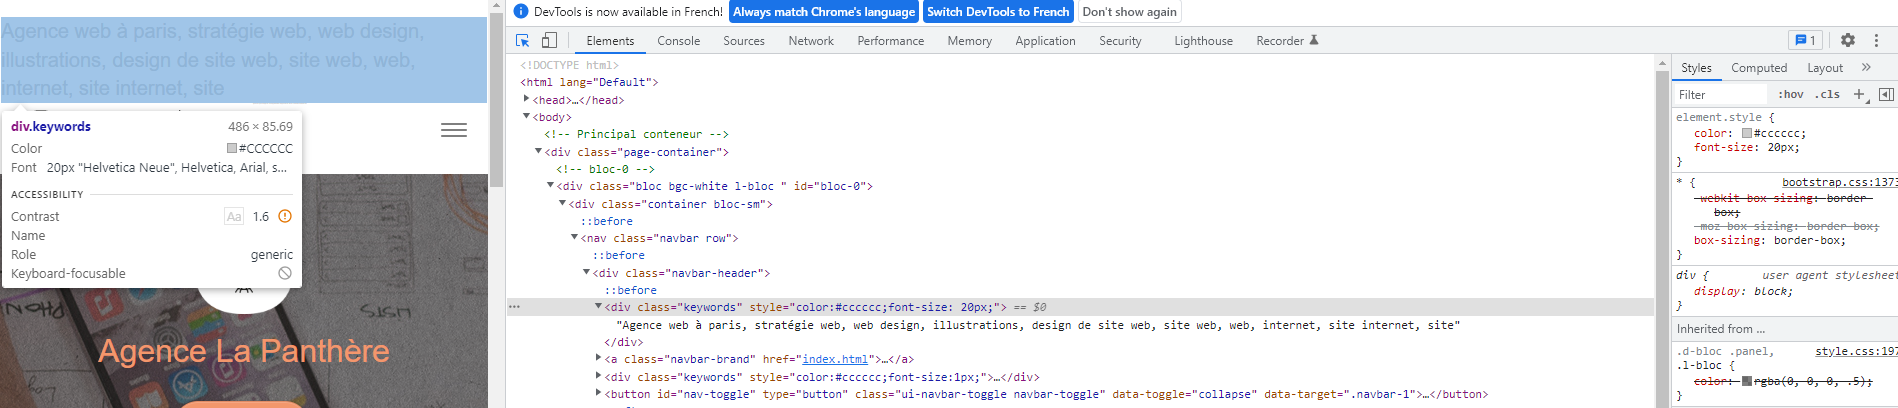 Agence web à paris, stratégie web, web design,
illustrations, design de site web, site web, web,
internet, site internet, site
div.keywords 486 × 85.69
Color #CCCCCC
Font 20px "Helvetica Neue", Helvetica, Arial, s...
ACCESSIBILITY
Contrast Aa 1.6
Name
Role generic
Keyboard-focusable
Agence La Panthère
DevTools is now available in French! Always match Chrome's language Switch DevTools to French Don't show again
Elements Console Sources Network Performance Memory Application Security Lighthouse Recorder 1
<!DOCTYPE html>
<html lang="Default">
<head>…</head>
<body>
<!-- Principal conteneur -->
<div class="page-container">
<!-- bloc-0 -->
<div class="bloc bgc-white l-bloc " id="bloc-0">
<div class="container bloc-sm">
::before
<nav class="navbar row">
::before
<div class="navbar-header">
::before
<div class="keywords" style="color:#cccccc;font-size: 20px;"> == $0
"Agence web à paris, stratégie web, web design, illustrations, design de site web, site web, web, internet, site internet, site"
</div>
<a class="navbar-brand" href="index.html">…</a>
<div class="keywords" style="color:#cccccc;font-size:1px;">…</div>
<button id="nav-toggle" type="button" class="ui-navbar-toggle navbar-toggle" data-toggle="collapse" data-target=".navbar-1">…</button>
Styles Computed Layout »
Filter :hov .cls +
element.style {
color: #cccccc;
font-size: 20px;
}
* { bootstrap.css:1373
-webkit-box-sizing: border-
box;
-moz-box-sizing: border-box;
box-sizing: border-box;
}
div { user agent stylesheet
display: block;
}
Inherited from ...
.d-bloc .panel, style.css:197
.l-bloc {
color: rgba(0, 0, 0, .5);
}